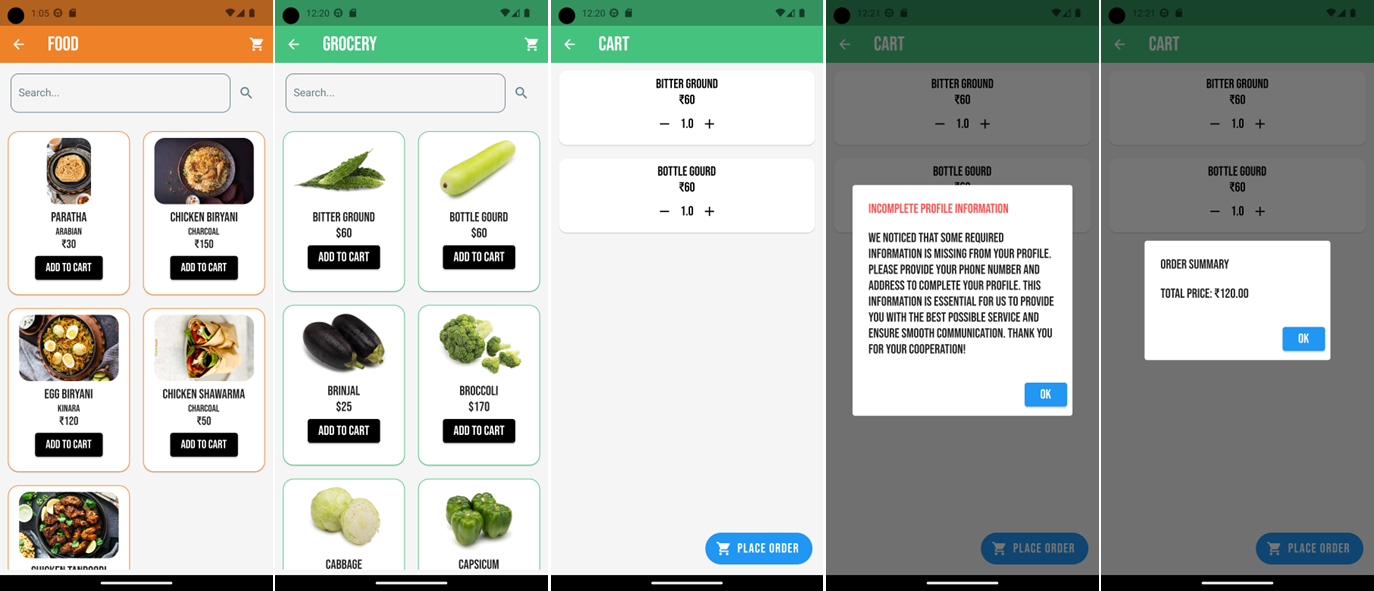 1:05
FOOD
Search...
PARATHA
ARABIAN
₹30
ADD TO CART
CHICKEN BIRYANI
CHARCOAL
₹150
ADD TO CART
EGG BIRYANI
KINARA
₹120
ADD TO CART
CHICKEN SHAWARMA
CHARCOAL
₹50
ADD TO CART
CHICKEN TANDOORI
12:20
GROCERY
Search...
BITTER GROUND
$60
ADD TO CART
BOTTLE GOURD
$60
ADD TO CART
BRINJAL
$25
ADD TO CART
BROCCOLI
$170
ADD TO CART
CABBAGE
CAPSICUM
12:20
CART
BITTER GROUND
₹60
— 1.0 +
BOTTLE GOURD
₹60
— 1.0 +
PLACE ORDER
12:21
CART
BITTER GROUND
₹60
— 1.0 +
BOTTLE GOURD
₹60
INCOMPLETE PROFILE INFORMATION
WE NOTICED THAT SOME REQUIRED
INFORMATION IS MISSING FROM YOUR PROFILE.
PLEASE PROVIDE YOUR PHONE NUMBER AND
ADDRESS TO COMPLETE YOUR PROFILE. THIS
INFORMATION IS ESSENTIAL FOR US TO PROVIDE
YOU WITH THE BEST POSSIBLE SERVICE AND
ENSURE SMOOTH COMMUNICATION. THANK YOU
FOR YOUR COOPERATION!
OK
PLACE ORDER
12:21
CART
BITTER GROUND
₹60
— 1.0 +
BOTTLE GOURD
₹60
— 1.0 +
ORDER SUMMARY
TOTAL PRICE: ₹120.00
OK
PLACE ORDER